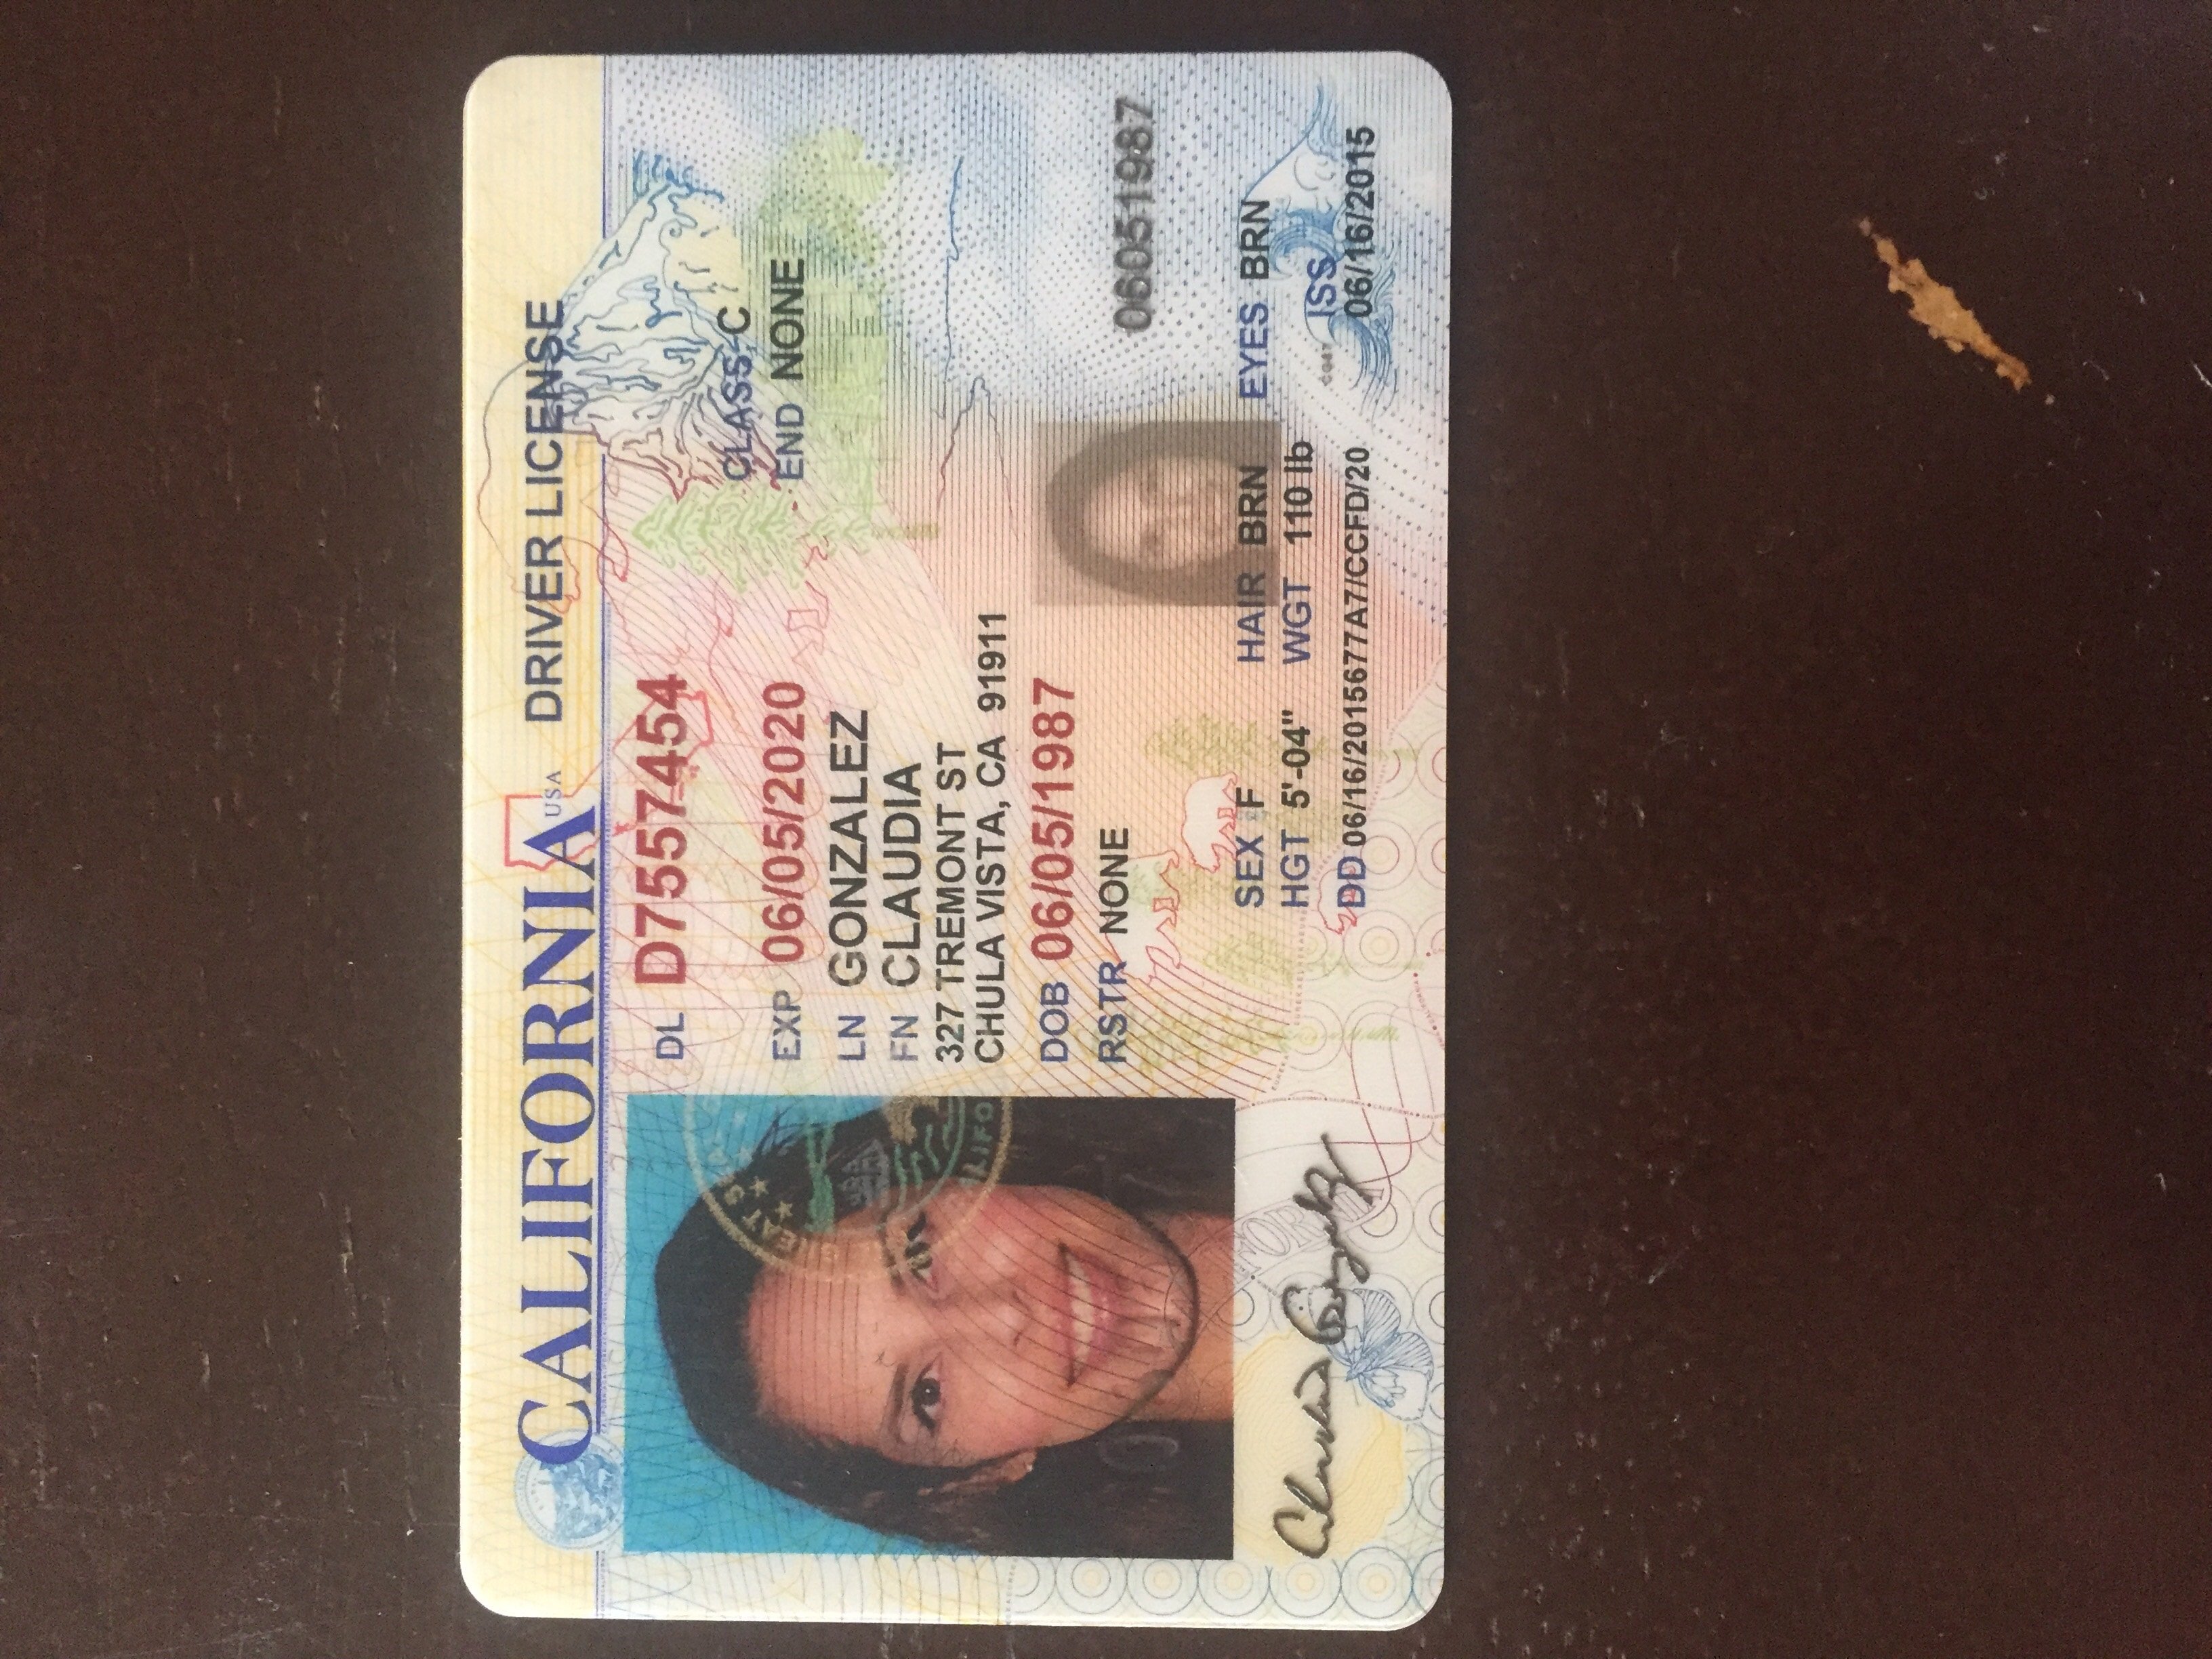 CALIFORNIA USA DRIVER LICENSE
DL D7557454
CLASS C
EXP 06/05/2020
END NONE
LN GONZALEZ
FN CLAUDIA
327 TREMONT ST
CHULA VISTA, CA 91911
DOB 06/05/1987
RSTR NONE
06051987
SEX F HAIR BRN EYES BRN
HGT 5'-04" WGT 110 lb
ISS
DD 06/16/2015677A7/CCFD/20 06/16/2015
Claudia Gonzalez